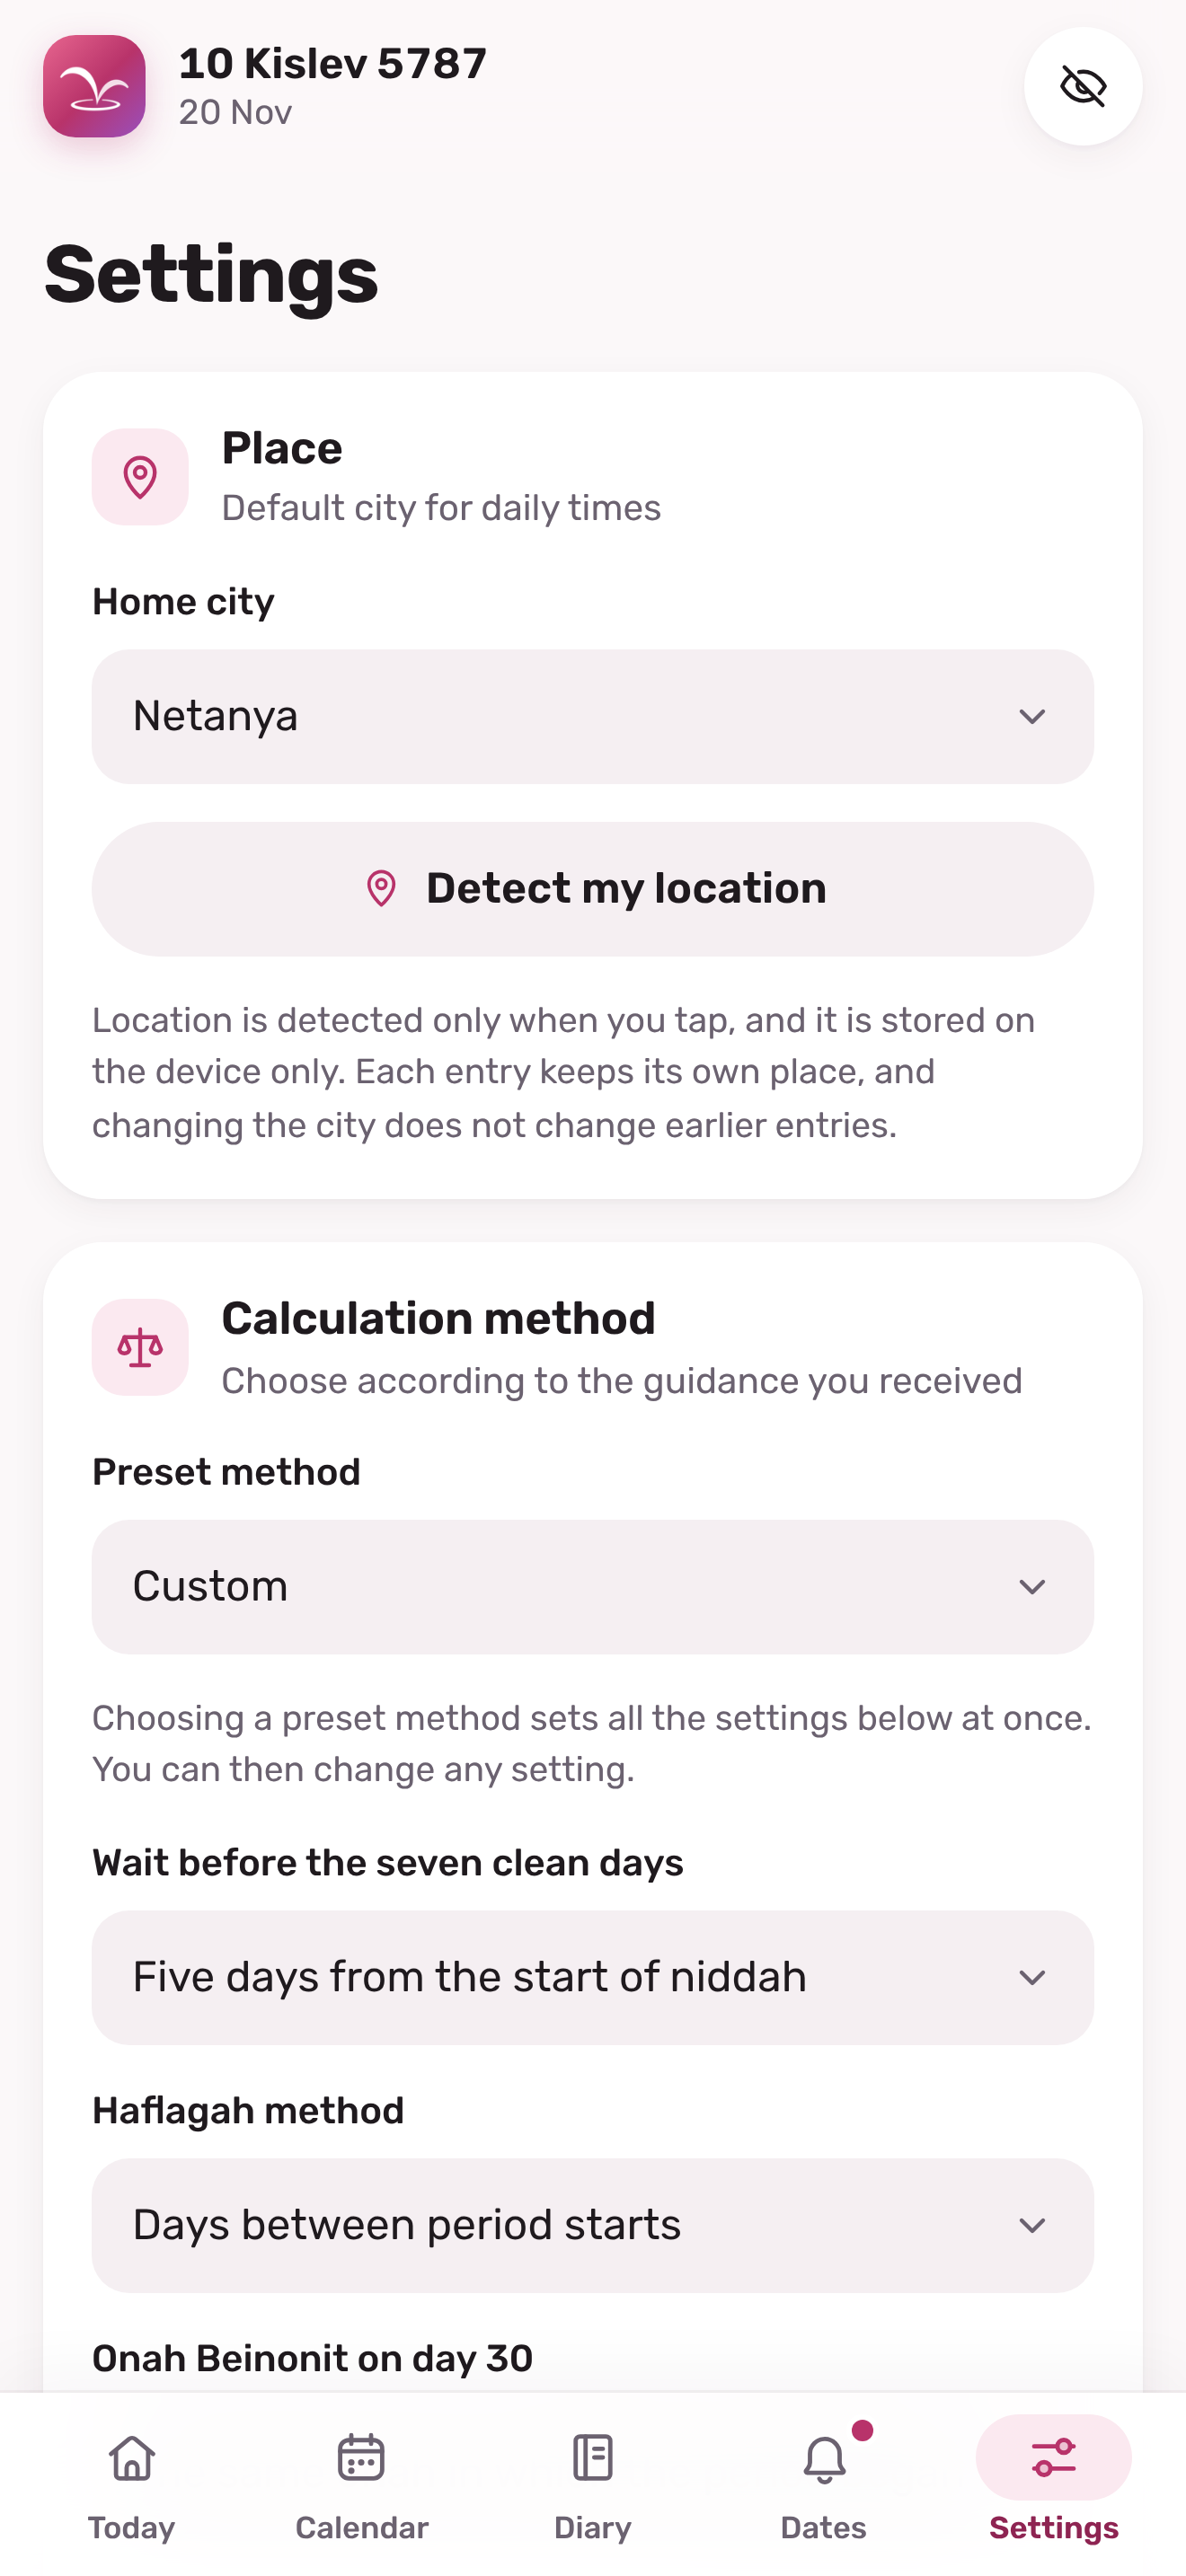 10 Kislev 5787
20 Nov
Settings
Place
Default city for daily times
Home city
Netanya
Detect my location
Location is detected only when you tap, and it is stored on
the device only. Each entry keeps its own place, and
changing the city does not change earlier entries.
Calculation method
Choose according to the guidance you received
Preset method
Custom
Choosing a preset method sets all the settings below at once.
You can then change any setting.
Wait before the seven clean days
Five days from the start of niddah
Haflagah method
Days between period starts
Onah Beinonit on day 30
Today
Calendar
Diary
Dates
Settings